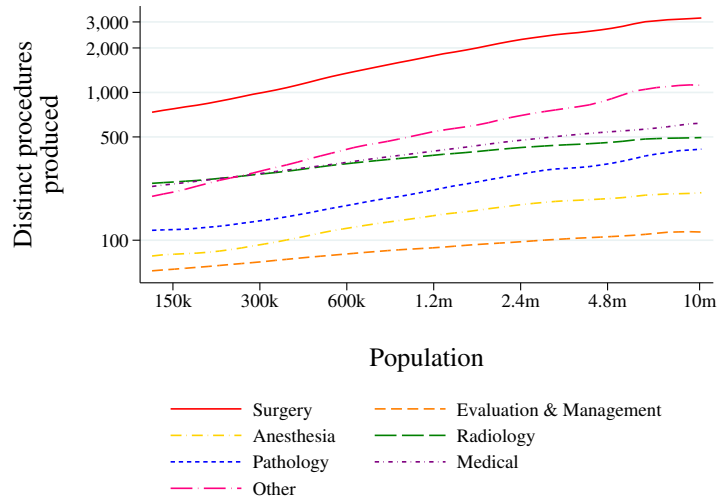 3,000
2,000
1,000
500
100
Distinct procedures
produced
150k 300k 600k 1.2m 2.4m 4.8m 10m
Population
Surgery Evaluation & Management
Anesthesia Radiology
Pathology Medical
Other